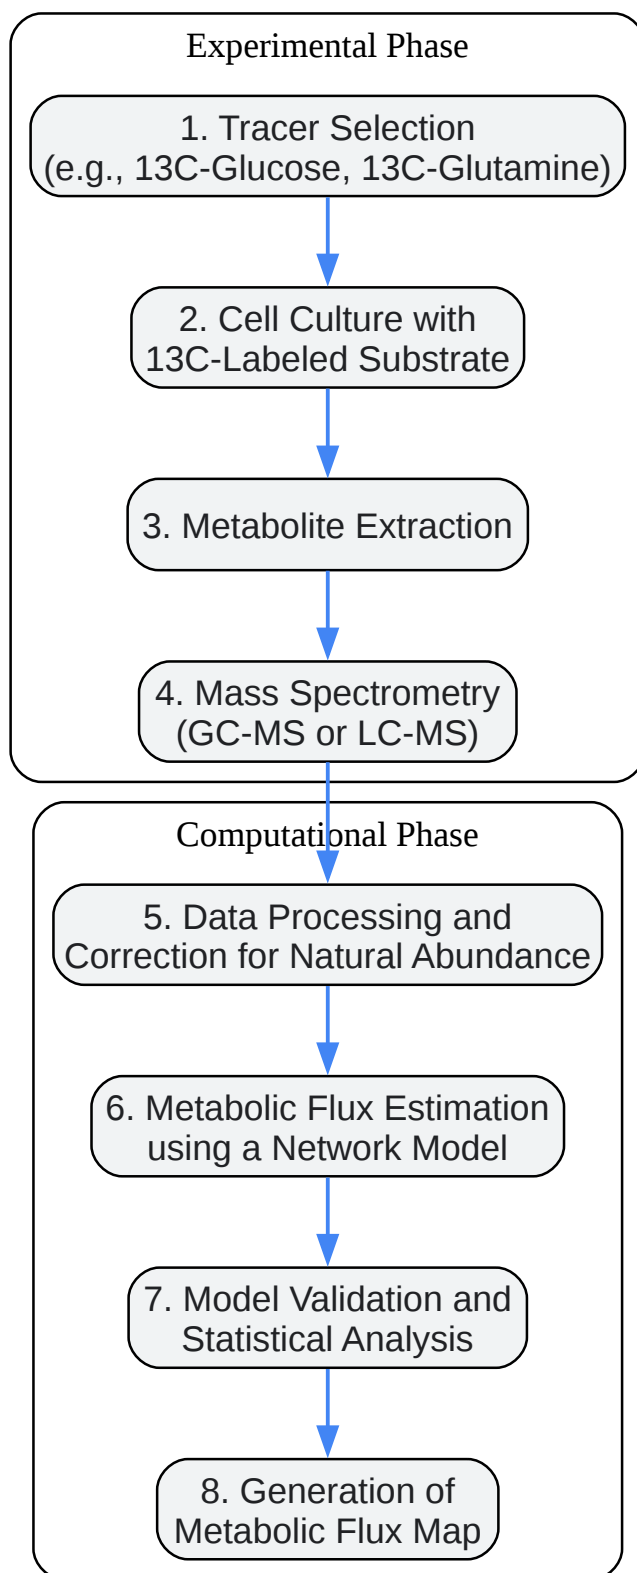 Experimental Phase
1. Tracer Selection
(e.g., 13C-Glucose, 13C-Glutamine)
2. Cell Culture with
13C-Labeled Substrate
3. Metabolite Extraction
4. Mass Spectrometry
(GC-MS or LC-MS)
Computational Phase
5. Data Processing and
Correction for Natural Abundance
6. Metabolic Flux Estimation
using a Network Model
7. Model Validation and
Statistical Analysis
8. Generation of
Metabolic Flux Map